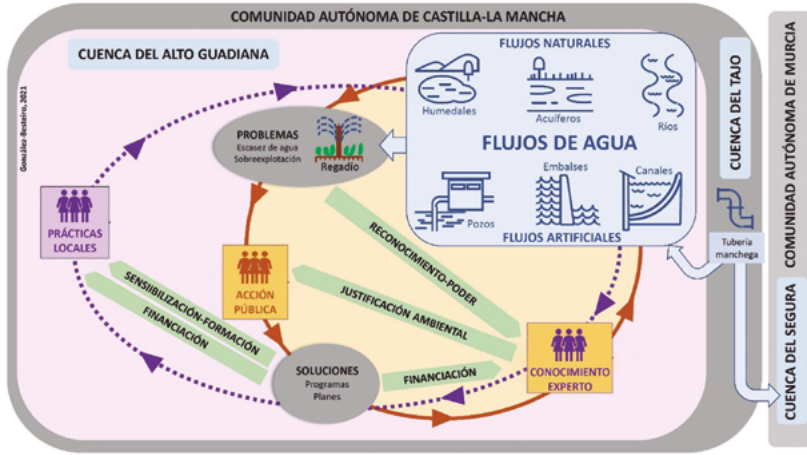 COMUNIDAD AUTÓNOMA DE CASTILLA-LA MANCHA
CUENCA DEL ALTO GUADIANA
González-Besteiro, 2021
FLUJOS NATURALES
Humedales
Acuíferos
Ríos
FLUJOS DE AGUA
Embalses
Canales
Pozos
FLUJOS ARTIFICIALES
PROBLEMAS
Escasez de agua
Sobreexplotación
Regadío
PRÁCTICAS
LOCALES
ACCIÓN
PÚBLICA
RECONOCIMIENTO-PODER
JUSTIFICACIÓN AMBIENTAL
SENSIIBILIZACIÓN-FORMACIÓN
FINANCIACIÓN
SOLUCIONES
Programas
Planes
FINANCIACIÓN
CONOCIMIENTO
EXPERTO
CUENCA DEL TAJO
Tubería
manchega
COMUNIDAD AUTÓNOMA DE MURCIA
CUENCA DEL SEGURA